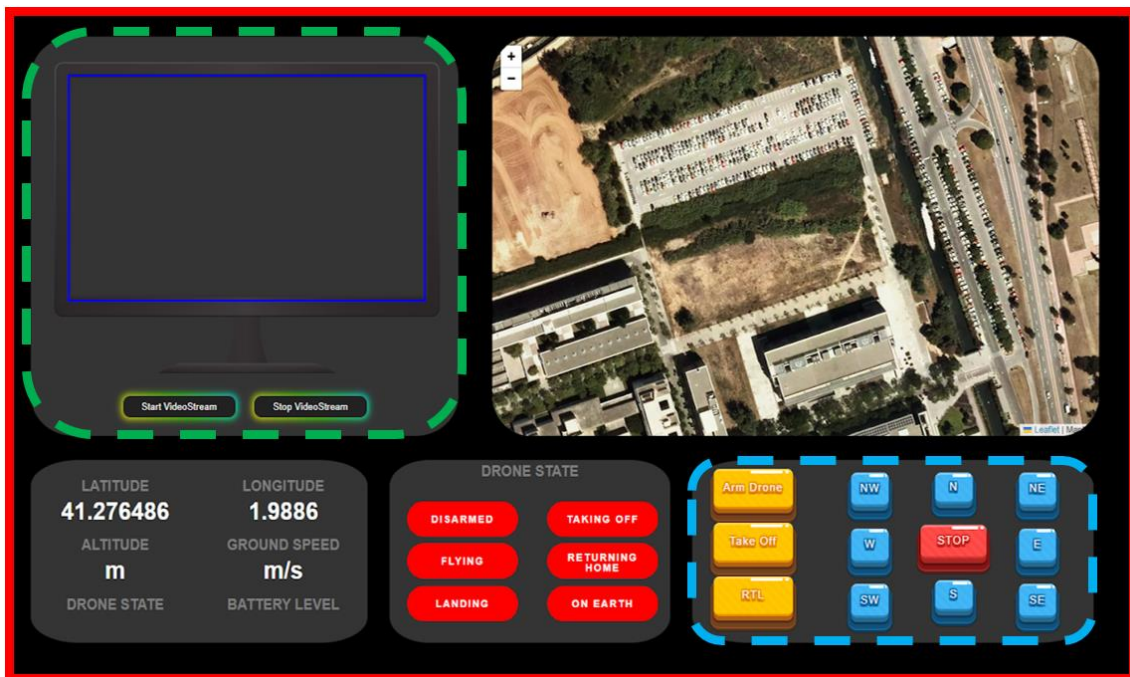 +
−
Start VideoStream
Stop VideoStream
Leaflet | Ma
LATITUDE LONGITUDE
41.276486 1.9886
ALTITUDE GROUND SPEED
m m/s
DRONE STATE BATTERY LEVEL
DRONE STATE
DISARMED TAKING OFF
FLYING RETURNING
HOME
LANDING ON EARTH
Arm Drone NW N NE
Take Off W STOP E
RTL SW S SE